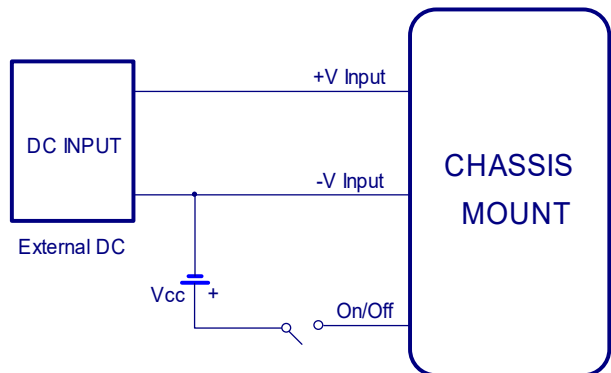 +V Input
DC INPUT
CHASSIS
MOUNT
-V Input
External DC
Vcc
+
On/Off